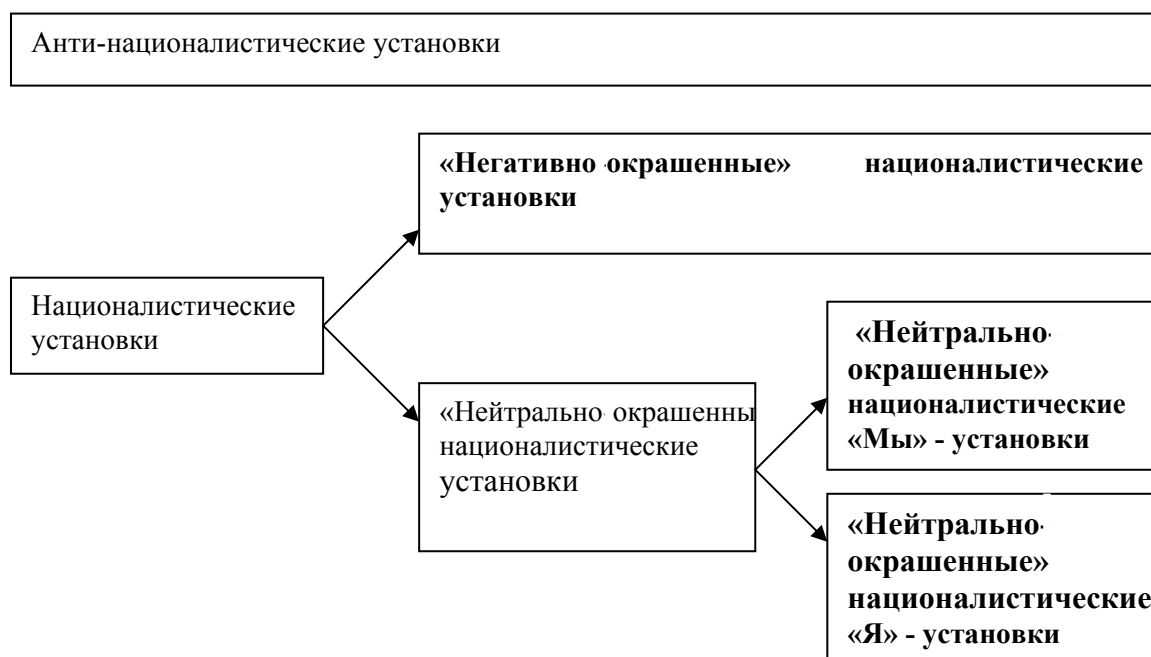 Анти-националистические установки
«Негативно окрашенные» националистические
установки
Националистические
установки
«Нейтрально окрашенны
националистические
установки
«Нейтрально
окрашенные»
националистические
«Мы» - установки
«Нейтрально
окрашенные»
националистические
«Я» - установки